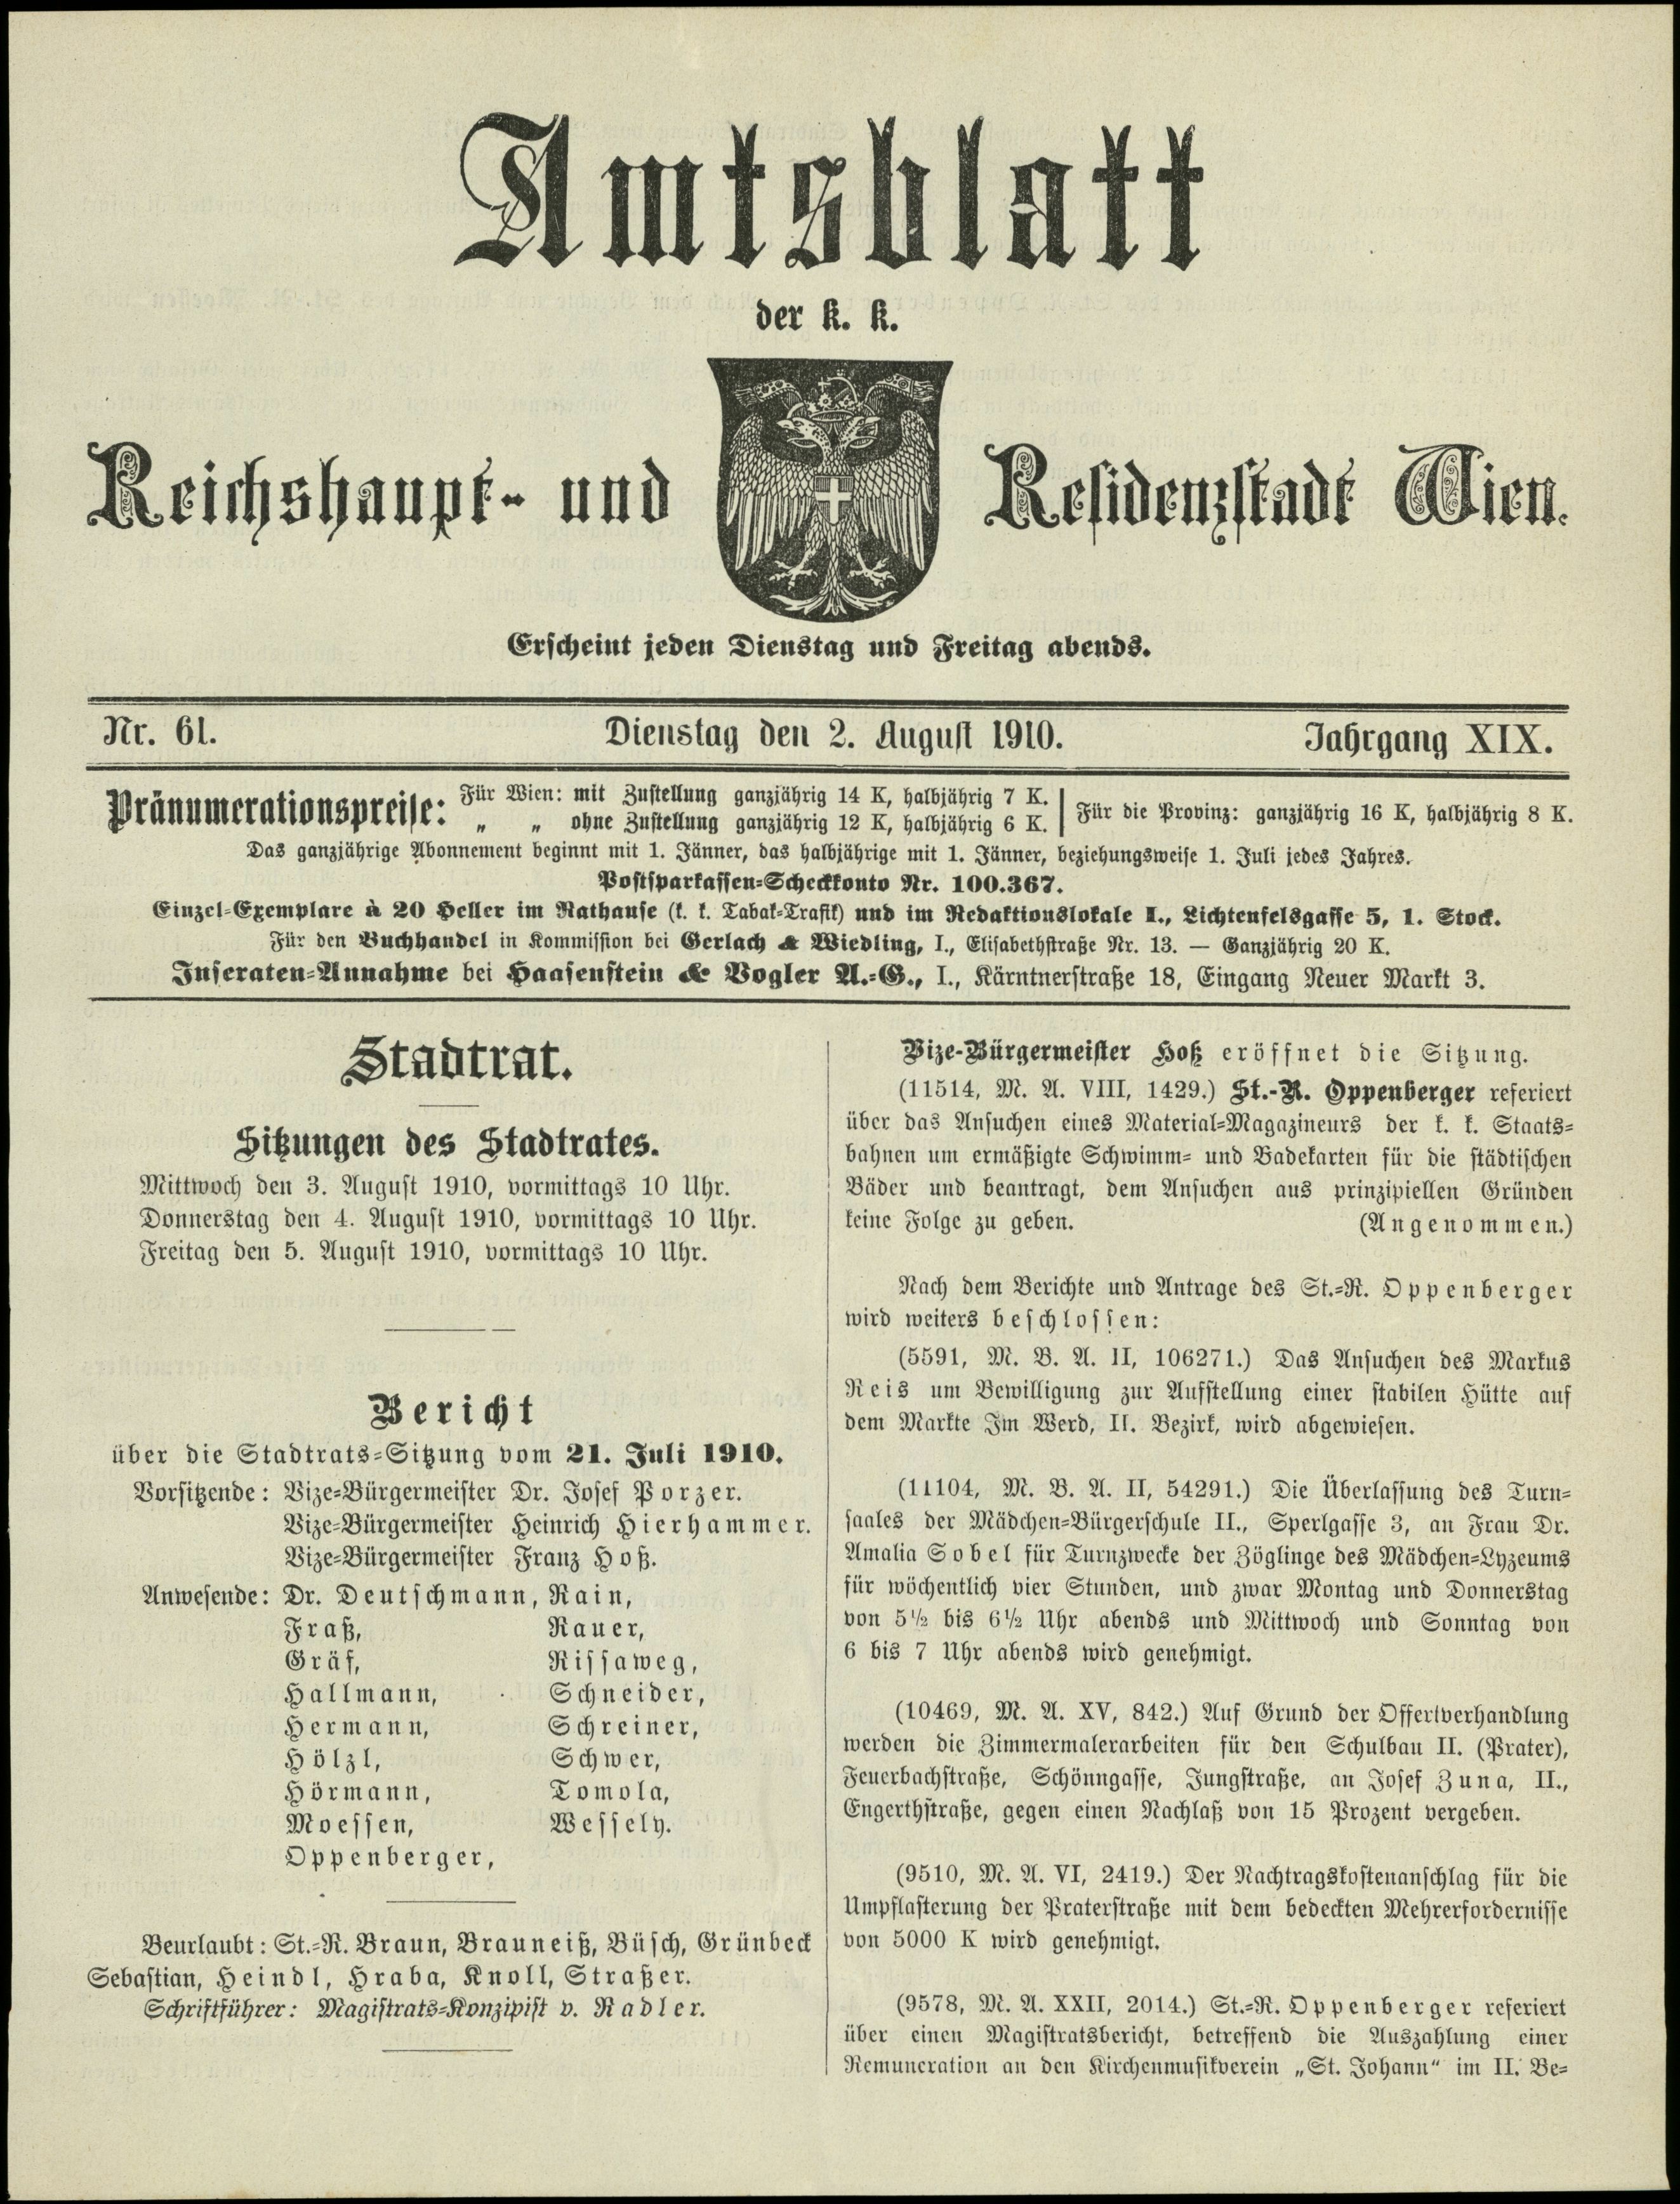 Amtsblatt
der k. k.
Reichshaupt- und Residenzstadt Wien.
Erscheint jeden Dienstag und Freitag abends.
Nr. 61. Dienstag den 2. August 1910. Jahrgang XIX.
Pränumerationspreise: Für Wien: mit Zustellung ganzjährig 14 K, halbjährig 7 K.
„ „ ohne Zustellung ganzjährig 12 K, halbjährig 6 K.
Für die Provinz: ganzjährig 16 K, halbjährig 8 K.
Das ganzjährige Abonnement beginnt mit 1. Jänner, das halbjährige mit 1. Jänner, beziehungsweise 1. Juli jedes Jahres.
Postsparkassen-Scheckkonto Nr. 100.367.
Einzel-Exemplare à 20 Heller im Rathause (k. k. Tabak-Trafik) und im Redaktionslokale I., Lichtenfelsgasse 5, 1. Stock.
Für den Buchhandel in Kommission bei Gerlach & Wiedling, I., Elisabethstraße Nr. 13. — Ganzjährig 20 K.
Inseraten-Annahme bei Haasenstein & Vogler A.-G., I., Kärntnerstraße 18, Eingang Neuer Markt 3.
Stadtrat.
Sitzungen des Stadtrates.
Mittwoch den 3. August 1910, vormittags 10 Uhr.
Donnerstag den 4. August 1910, vormittags 10 Uhr.
Freitag den 5. August 1910, vormittags 10 Uhr.
Bericht
über die Stadtrats-Sitzung vom 21. Juli 1910.
Vorsitzende: Vize-Bürgermeister Dr. Josef Porzer.
Vize-Bürgermeister Heinrich Hierhammer.
Vize-Bürgermeister Franz Hoß.
Anwesende: Dr. Deutschmann, Rain,
Fraß, Rauer,
Gräf, Rissaweg,
Hallmann, Schneider,
Hermann, Schreiner,
Hölzl, Schwer,
Hörmann, Tomola,
Moessen, Wessely.
Oppenberger,
Beurlaubt: St.-R. Braun, Brauneiß, Büsch, Grünbeck
Sebastian, Heindl, Hraba, Knoll, Straßer.
Schriftführer: Magistrats-Konzipist v. Radler.
Vize-Bürgermeister Hoß eröffnet die Sitzung.
(11514, M. A. VIII, 1429.) St.-R. Oppenberger referiert
über das Ansuchen eines Material-Magazineurs der k. k. Staats-
bahnen um ermäßigte Schwimm- und Badekarten für die städtischen
Bäder und beantragt, dem Ansuchen aus prinzipiellen Gründen
keine Folge zu geben. (Angenommen.)
Nach dem Berichte und Antrage des St.-R. Oppenberger
wird weiters beschlossen:
(5591, M. B. A. II, 106271.) Das Ansuchen des Markus
Reis um Bewilligung zur Aufstellung einer stabilen Hütte auf
dem Markte Im Werd, II. Bezirk, wird abgewiesen.
(11104, M. B. A. II, 54291.) Die Überlassung des Turn-
saales der Mädchen-Bürgerschule II., Sperlgasse 3, an Frau Dr.
Amalia Sobel für Turnzwecke der Zöglinge des Mädchen-Lyzeums
für wöchentlich vier Stunden, und zwar Montag und Donnerstag
von 5½ bis 6½ Uhr abends und Mittwoch und Sonntag von
6 bis 7 Uhr abends wird genehmigt.
(10469, M. A. XV, 842.) Auf Grund der Offertverhandlung
werden die Zimmermalerarbeiten für den Schulbau II. (Prater),
Feuerbachstraße, Schönngasse, Jungstraße, an Josef Zuna, II.,
Engerthstraße, gegen einen Nachlaß von 15 Prozent vergeben.
(9510, M. A. VI, 2419.) Der Nachtragskostenanschlag für die
Umpflasterung der Praterstraße mit dem bedeckten Mehrerfordernisse
von 5000 K wird genehmigt.
(9578, M. A. XXII, 2014.) St.-R. Oppenberger referiert
über einen Magistratsbericht, betreffend die Auszahlung einer
Remuneration an den Kirchenmusikverein „St. Johann“ im II. Be-